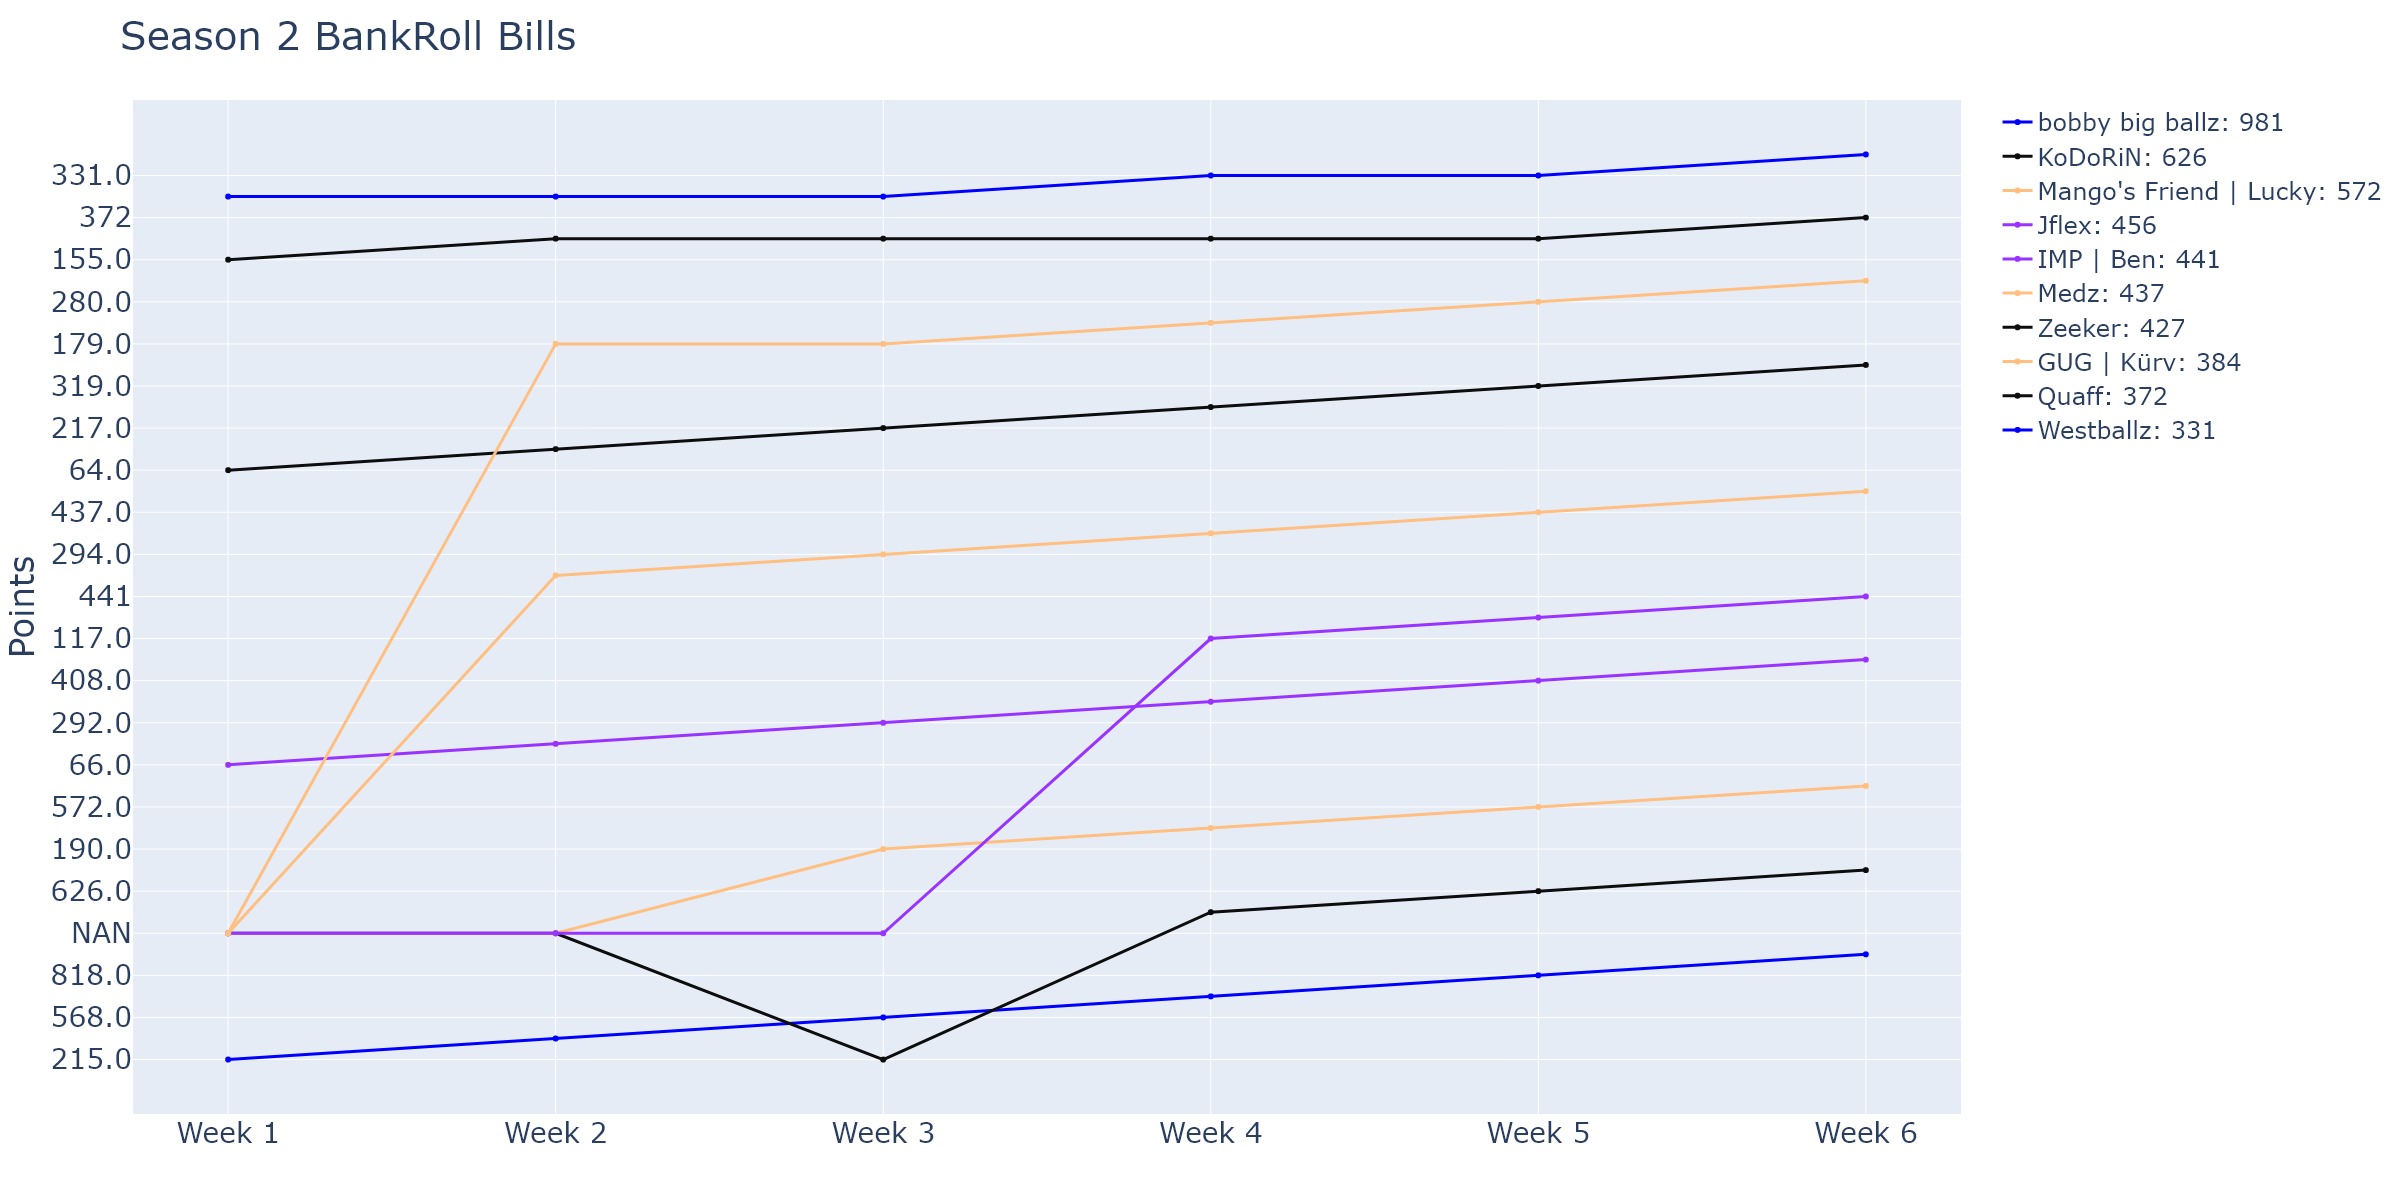 Season 2 BankRoll Bills
Points
331.0
372
155.0
280.0
179.0
319.0
217.0
64.0
437.0
294.0
441
117.0
408.0
292.0
66.0
572.0
190.0
626.0
NAN
818.0
568.0
215.0
Week 1
Week 2
Week 3
Week 4
Week 5
Week 6
bobby big ballz: 981
KoDoRiN: 626
Mango's Friend | Lucky: 572
Jflex: 456
IMP | Ben: 441
Medz: 437
Zeeker: 427
GUG | Kürv: 384
Quaff: 372
Westballz: 331